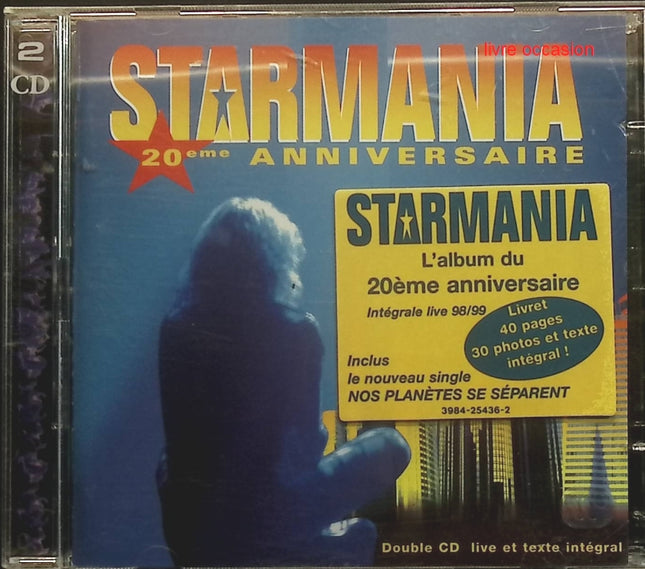 2
CD
livre occasion
STARMANIA
20eme ANNIVERSAIRE
STARMANIA
L'album du
20ème anniversaire
Intégrale live 98/99
Livret
40 pages
30 photos et texte
intégral !
Inclus
le nouveau single
NOS PLANÈTES SE SÉPARENT
3984-25436-2
Double CD live et texte intégral